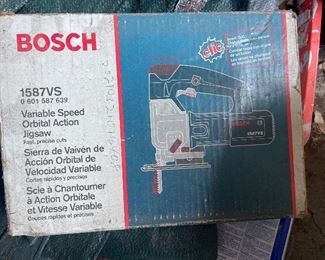 BOSCH
1587VS
0 601 587 639
Variable Speed
Orbital Action
Jigsaw
Fast, precise cuts
Sierra de Vaivén de
Acción Orbital de
Velocidad Variable
Cortes rápidos y precisos
Scie à Chantourner
à Action Orbitale
et Vitesse Variable
Coupes rapides et précises
clic
BOSCH
1587VS